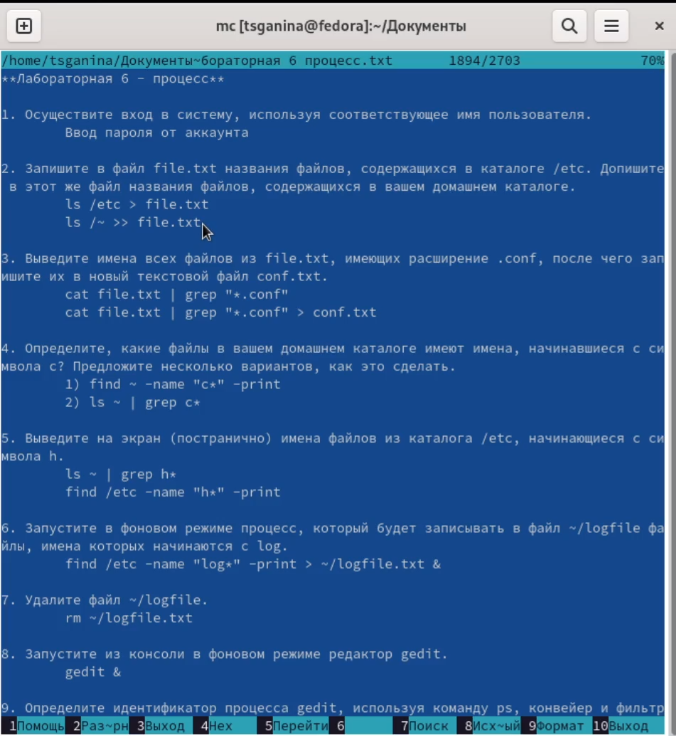 mc [tsganina@fedora]:~/Документы
/home/tsganina/Документы~бораторная 6 процесс.txt 1894/2703 70%
**Лабораторная 6 – процесс**
1. Осуществите вход в систему, используя соответствующее имя пользователя.
Ввод пароля от аккаунта
2. Запишите в файл file.txt названия файлов, содержащихся в каталоге /etc. Допишите
в этот же файл названия файлов, содержащихся в вашем домашнем каталоге.
ls /etc > file.txt
ls /~ >> file.txt
3. Выведите имена всех файлов из file.txt, имеющих расширение .conf, после чего зап
ишите их в новый текстовой файл conf.txt.
cat file.txt | grep "*.conf"
cat file.txt | grep "*.conf" > conf.txt
4. Определите, какие файлы в вашем домашнем каталоге имеют имена, начинавшиеся с си
мвола c? Предложите несколько вариантов, как это сделать.
1) find ~ -name "c*" -print
2) ls ~ | grep c*
5. Выведите на экран (постранично) имена файлов из каталога /etc, начинающиеся с си
мвола h.
ls ~ | grep h*
find /etc -name "h*" -print
6. Запустите в фоновом режиме процесс, который будет записывать в файл ~/logfile фа
йлы, имена которых начинаются с log.
find /etc -name "log*" -print > ~/logfile.txt &
7. Удалите файл ~/logfile.
rm ~/logfile.txt
8. Запустите из консоли в фоновом режиме редактор gedit.
gedit &
9. Определите идентификатор процесса gedit, используя команду ps, конвейер и фильтр
1Помощь 2Раз~рн 3Выход 4Hex 5Перейти 6 7Поиск 8Исх~ый 9Формат 10Выход